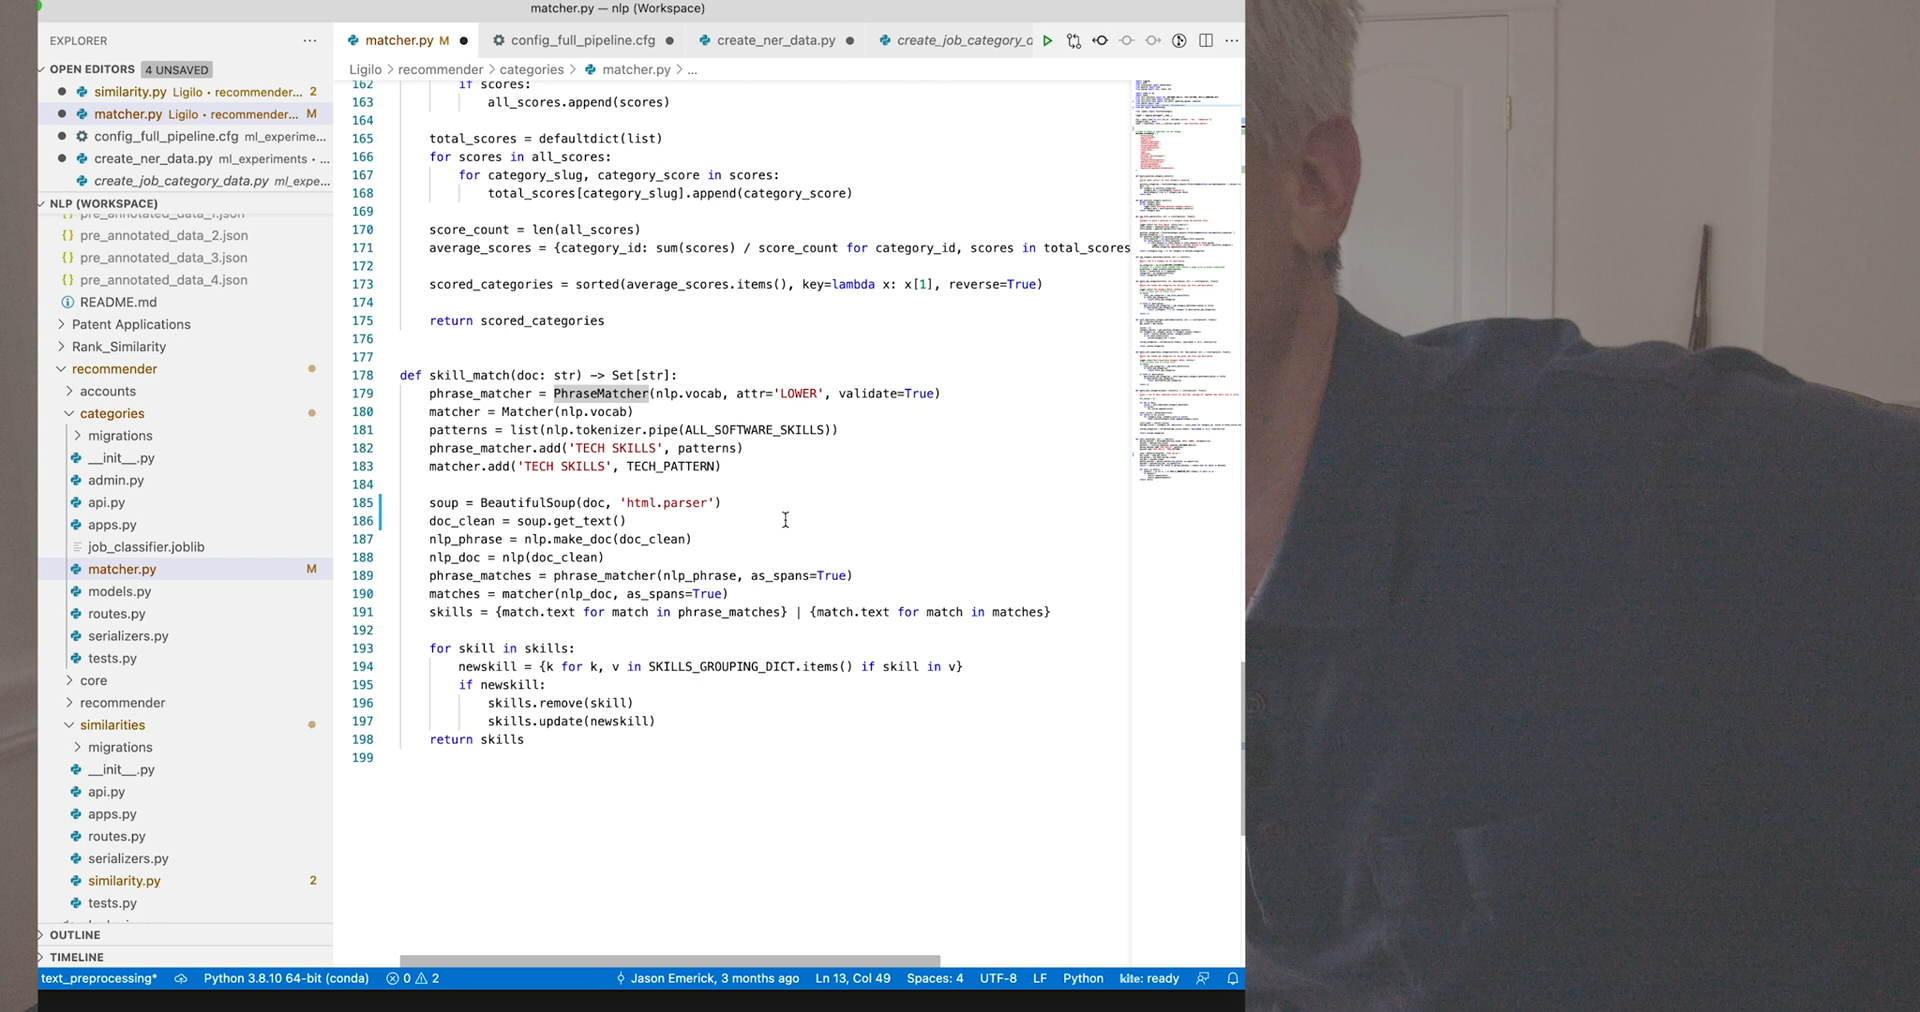 matcher.py — nlp (Workspace)
EXPLORER
matcher.py M
config_full_pipeline.cfg
create_ner_data.py
create_job_category_d
OPEN EDITORS 4 UNSAVED
similarity.py Ligilo • recommender... 2
matcher.py Ligilo • recommender... M
config_full_pipeline.cfg ml_experime...
create_ner_data.py ml_experiments • ...
create_job_category_data.py ml_expe...
NLP (WORKSPACE)
pre_annotated_data_1.json
pre_annotated_data_2.json
pre_annotated_data_3.json
pre_annotated_data_4.json
README.md
Patent Applications
Rank_Similarity
recommender
accounts
categories
migrations
__init__.py
admin.py
api.py
apps.py
job_classifier.joblib
matcher.py M
models.py
routes.py
serializers.py
tests.py
core
recommender
similarities
migrations
__init__.py
api.py
apps.py
routes.py
serializers.py
similarity.py 2
tests.py
OUTLINE
TIMELINE
Ligilo > recommender > categories > matcher.py > ...
162 if scores:
163 all_scores.append(scores)
164
165 total_scores = defaultdict(list)
166 for scores in all_scores:
167 for category_slug, category_score in scores:
168 total_scores[category_slug].append(category_score)
169
170 score_count = len(all_scores)
171 average_scores = {category_id: sum(scores) / score_count for category_id, scores in total_scores
172
173 scored_categories = sorted(average_scores.items(), key=lambda x: x[1], reverse=True)
174
175 return scored_categories
176
177
178 def skill_match(doc: str) -> Set[str]:
179 phrase_matcher = PhraseMatcher(nlp.vocab, attr='LOWER', validate=True)
180 matcher = Matcher(nlp.vocab)
181 patterns = list(nlp.tokenizer.pipe(ALL_SOFTWARE_SKILLS))
182 phrase_matcher.add('TECH SKILLS', patterns)
183 matcher.add('TECH SKILLS', TECH_PATTERN)
184
185 soup = BeautifulSoup(doc, 'html.parser')
186 doc_clean = soup.get_text()
187 nlp_phrase = nlp.make_doc(doc_clean)
188 nlp_doc = nlp(doc_clean)
189 phrase_matches = phrase_matcher(nlp_phrase, as_spans=True)
190 matches = matcher(nlp_doc, as_spans=True)
191 skills = {match.text for match in phrase_matches} | {match.text for match in matches}
192
193 for skill in skills:
194 newskill = {k for k, v in SKILLS_GROUPING_DICT.items() if skill in v}
195 if newskill:
196 skills.remove(skill)
197 skills.update(newskill)
198 return skills
199
text_preprocessing* Python 3.8.10 64-bit (conda) 0 2 Jason Emerick, 3 months ago Ln 13, Col 49 Spaces: 4 UTF-8 LF Python kite: ready